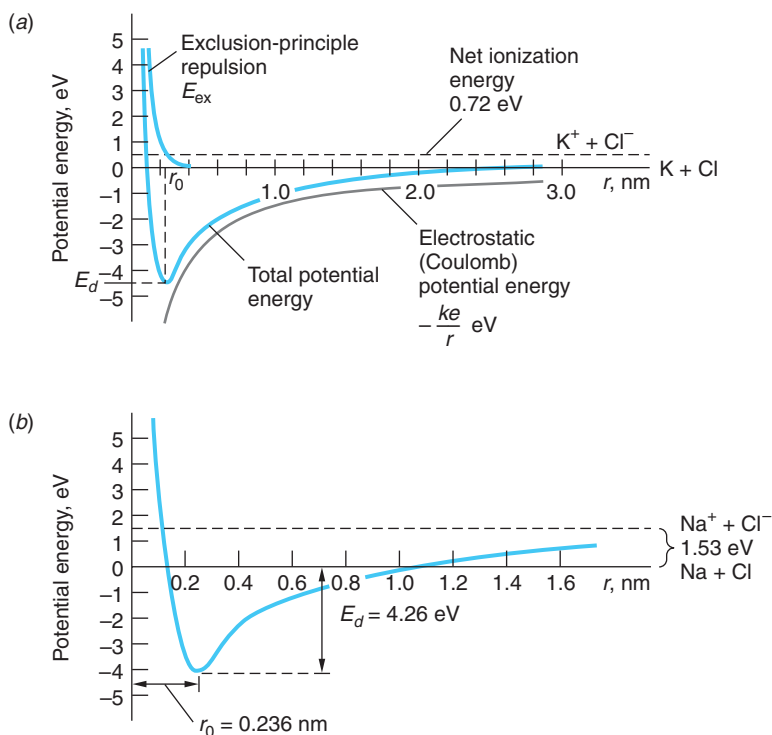 (a)
5
4
3
2
1
0
–1
–2
–3
–4
–5
Potential energy, eV
Exclusion-principle
repulsion
E_ex
Net ionization
energy
0.72 eV
K⁺ + Cl⁻
K + Cl
r₀
1.0
2.0
3.0
r, nm
E_d
Total potential
energy
Electrostatic
(Coulomb)
potential energy
– ke/r eV
(b)
5
4
3
2
1
0
–1
–2
–3
–4
–5
Potential energy, eV
Na⁺ + Cl⁻
1.53 eV
Na + Cl
0.2 0.4 0.6 0.8 1.0 1.2 1.4 1.6
r, nm
E_d = 4.26 eV
r₀ = 0.236 nm